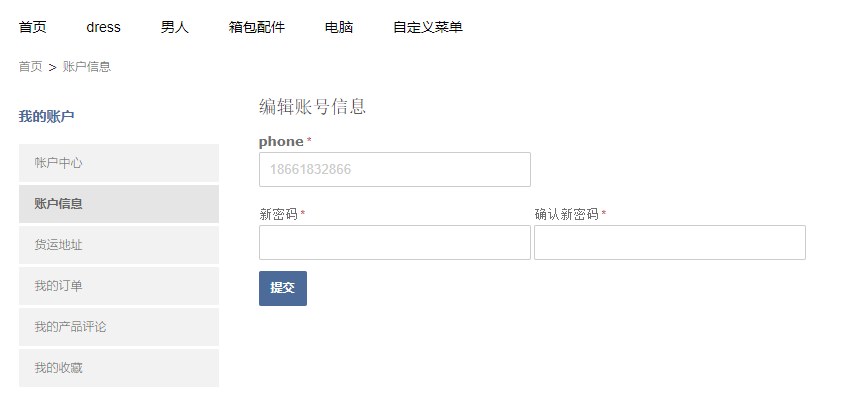 首页 dress 男人 箱包配件 电脑 自定义菜单
首页 > 账户信息
我的账户
帐户中心
账户信息
货运地址
我的订单
我的产品评论
我的收藏
编辑账号信息
phone *
18661832866
新密码 * 确认新密码 *
提交